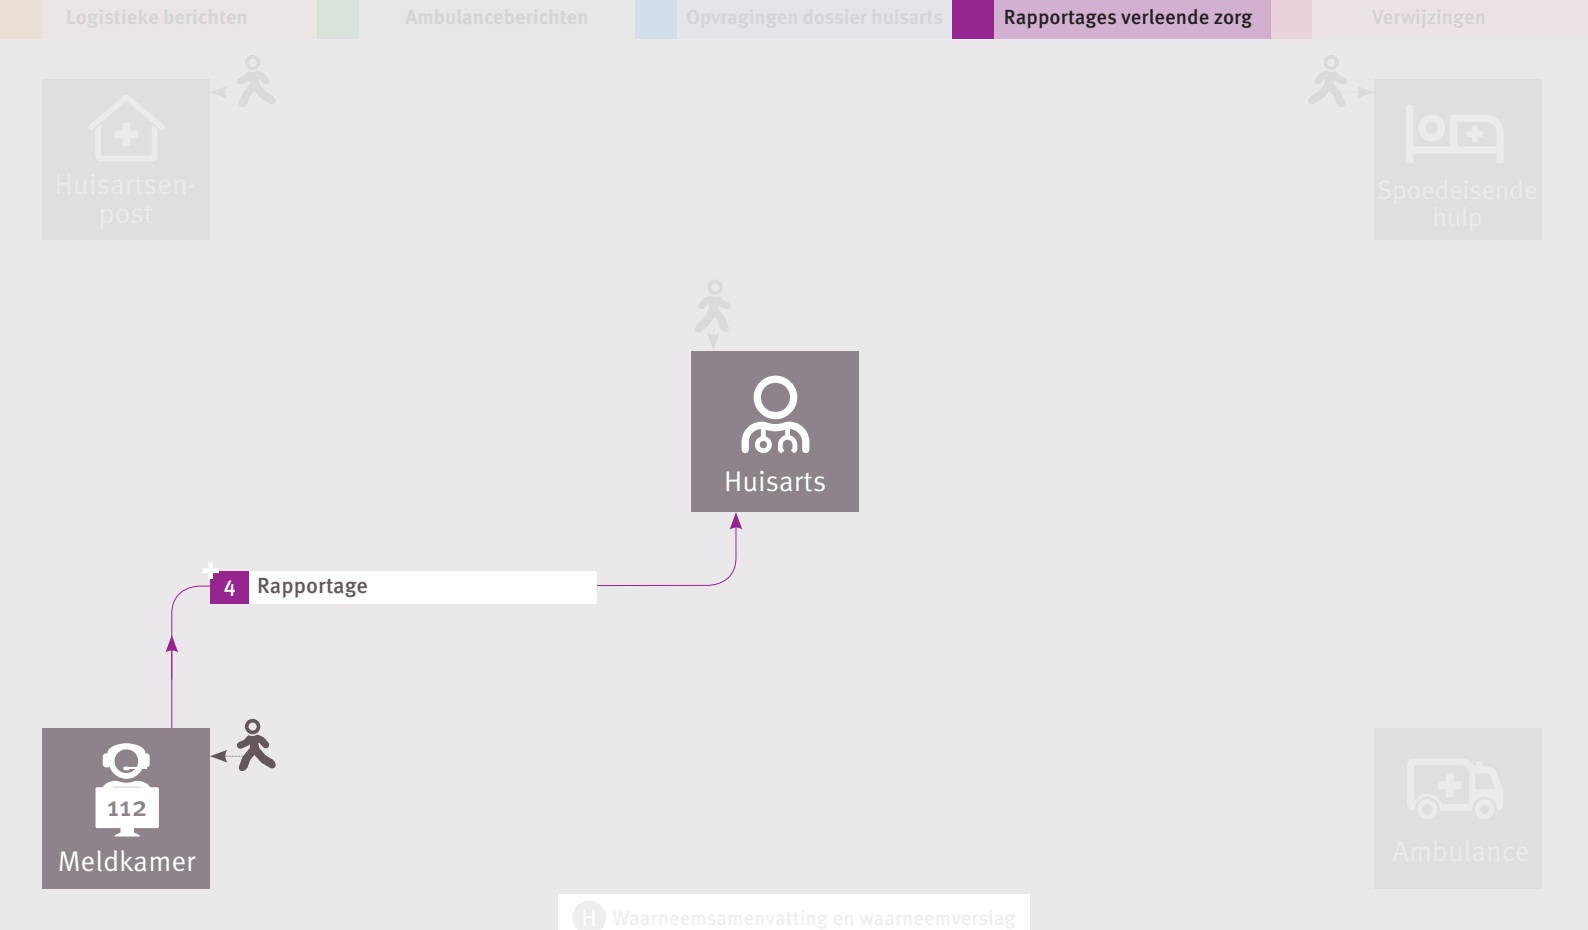 Logistieke berichten
Ambulanceberichten
Opvragingen dossier huisarts
Rapportages verleende zorg
Verwijzingen
Huisartsen-
post
Spoedeisende
hulp
Huisarts
4 Rapportage
112
Meldkamer
Ambulance
H Waarneemsamenvatting en waarneemverslag